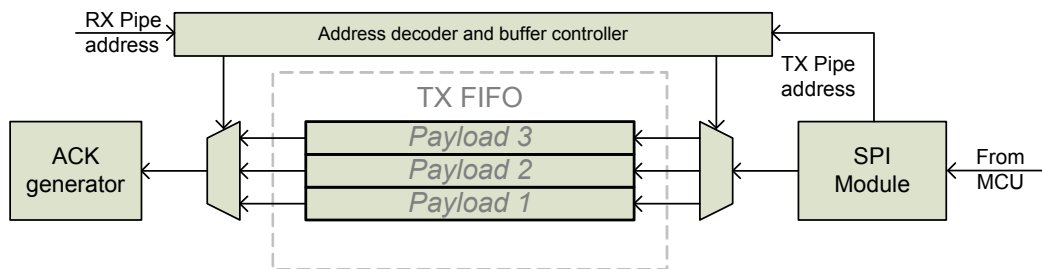 RX Pipe
address
Address decoder and buffer controller
TX Pipe
address
TX FIFO
ACK
generator
Payload 3
Payload 2
Payload 1
SPI
Module
From
MCU